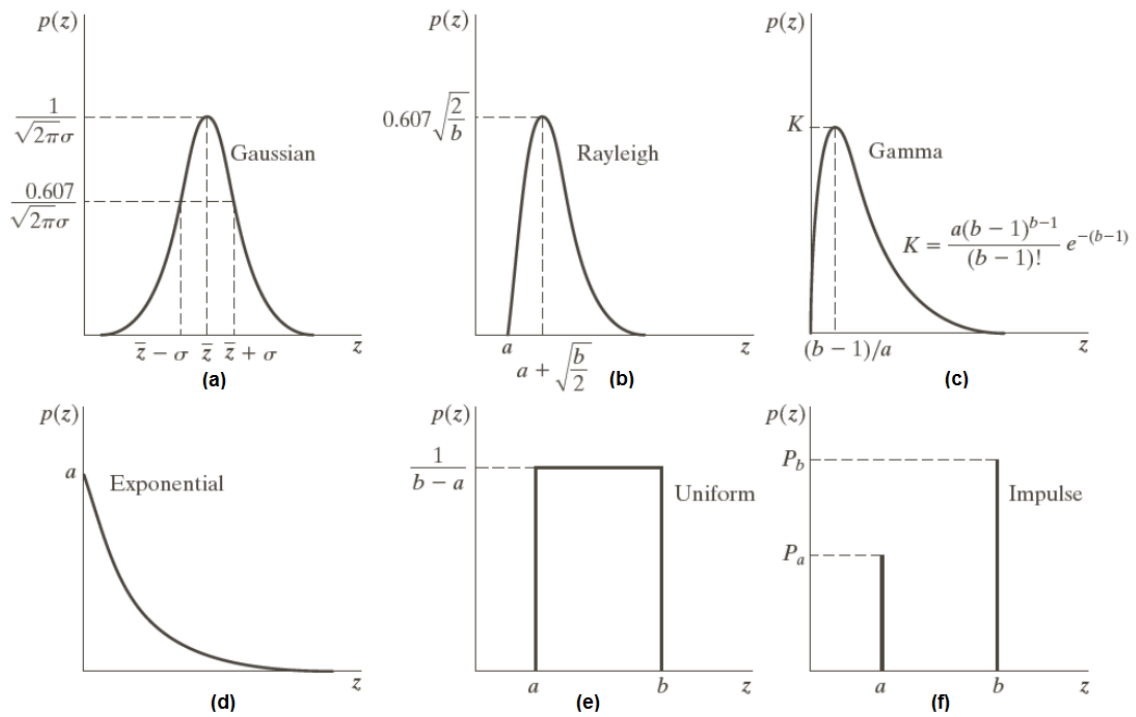 p(z)
1
√2πσ
0.607
√2πσ
Gaussian
z̄ − σ z̄ z̄ + σ z
(a)
p(z)
0.607√2/b
Rayleigh
a
z
a + √b/2
(b)
p(z)
K
Gamma
K = a(b − 1)^{b−1} / (b − 1)! e^{−(b−1)}
(b − 1)/a
z
(c)
p(z)
a
Exponential
z
(d)
p(z)
1
b − a
Uniform
a b z
(e)
p(z)
P_b
Impulse
P_a
a b z
(f)